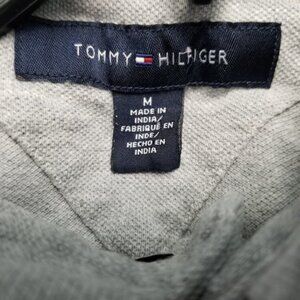 TOMMY HILFIGER
M
MADE IN
INDIA/
FABRIQUÉ EN
INDE/
HECHO EN
INDIA